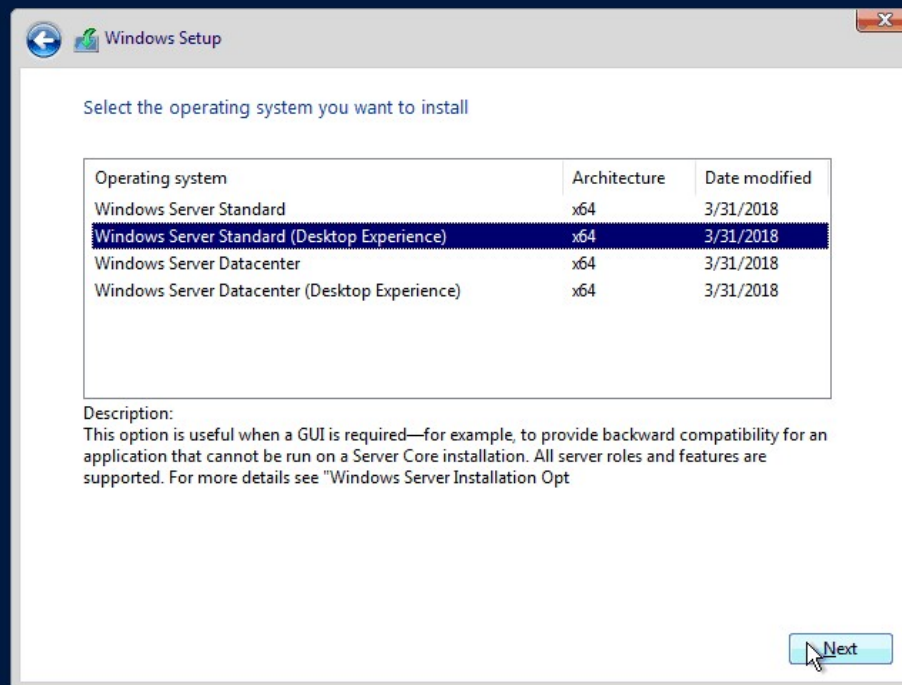 Windows Setup
Select the operating system you want to install
Operating system Architecture Date modified
Windows Server Standard x64 3/31/2018
Windows Server Standard (Desktop Experience) x64 3/31/2018
Windows Server Datacenter x64 3/31/2018
Windows Server Datacenter (Desktop Experience) x64 3/31/2018
Description:
This option is useful when a GUI is required—for example, to provide backward compatibility for an
application that cannot be run on a Server Core installation. All server roles and features are
supported. For more details see "Windows Server Installation Opt
Next